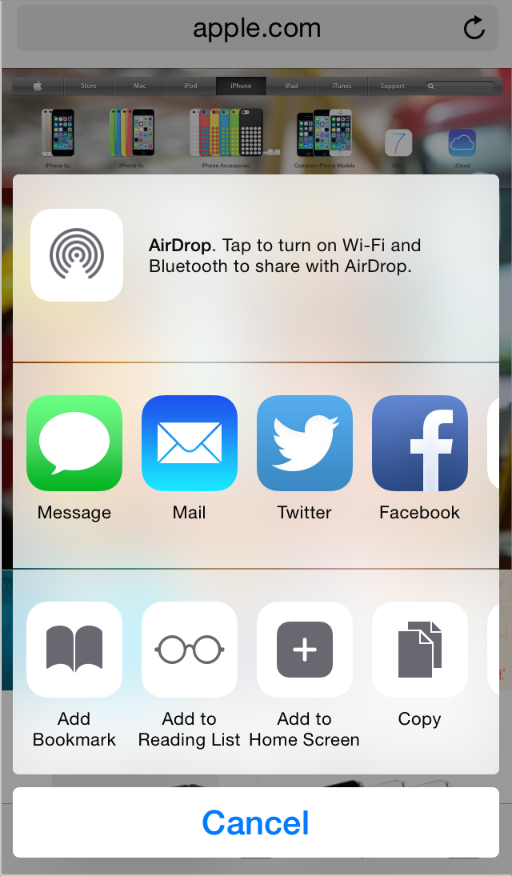 apple.com
Store Mac iPod iPhone iPad iTunes Support
iPhone 5s iPhone 5c iPhone Accessories Compare iPhone Models iCloud
AirDrop. Tap to turn on Wi-Fi and
Bluetooth to share with AirDrop.
Message Mail Twitter Facebook
Add Add to Add to Copy
Bookmark Reading List Home Screen
Cancel